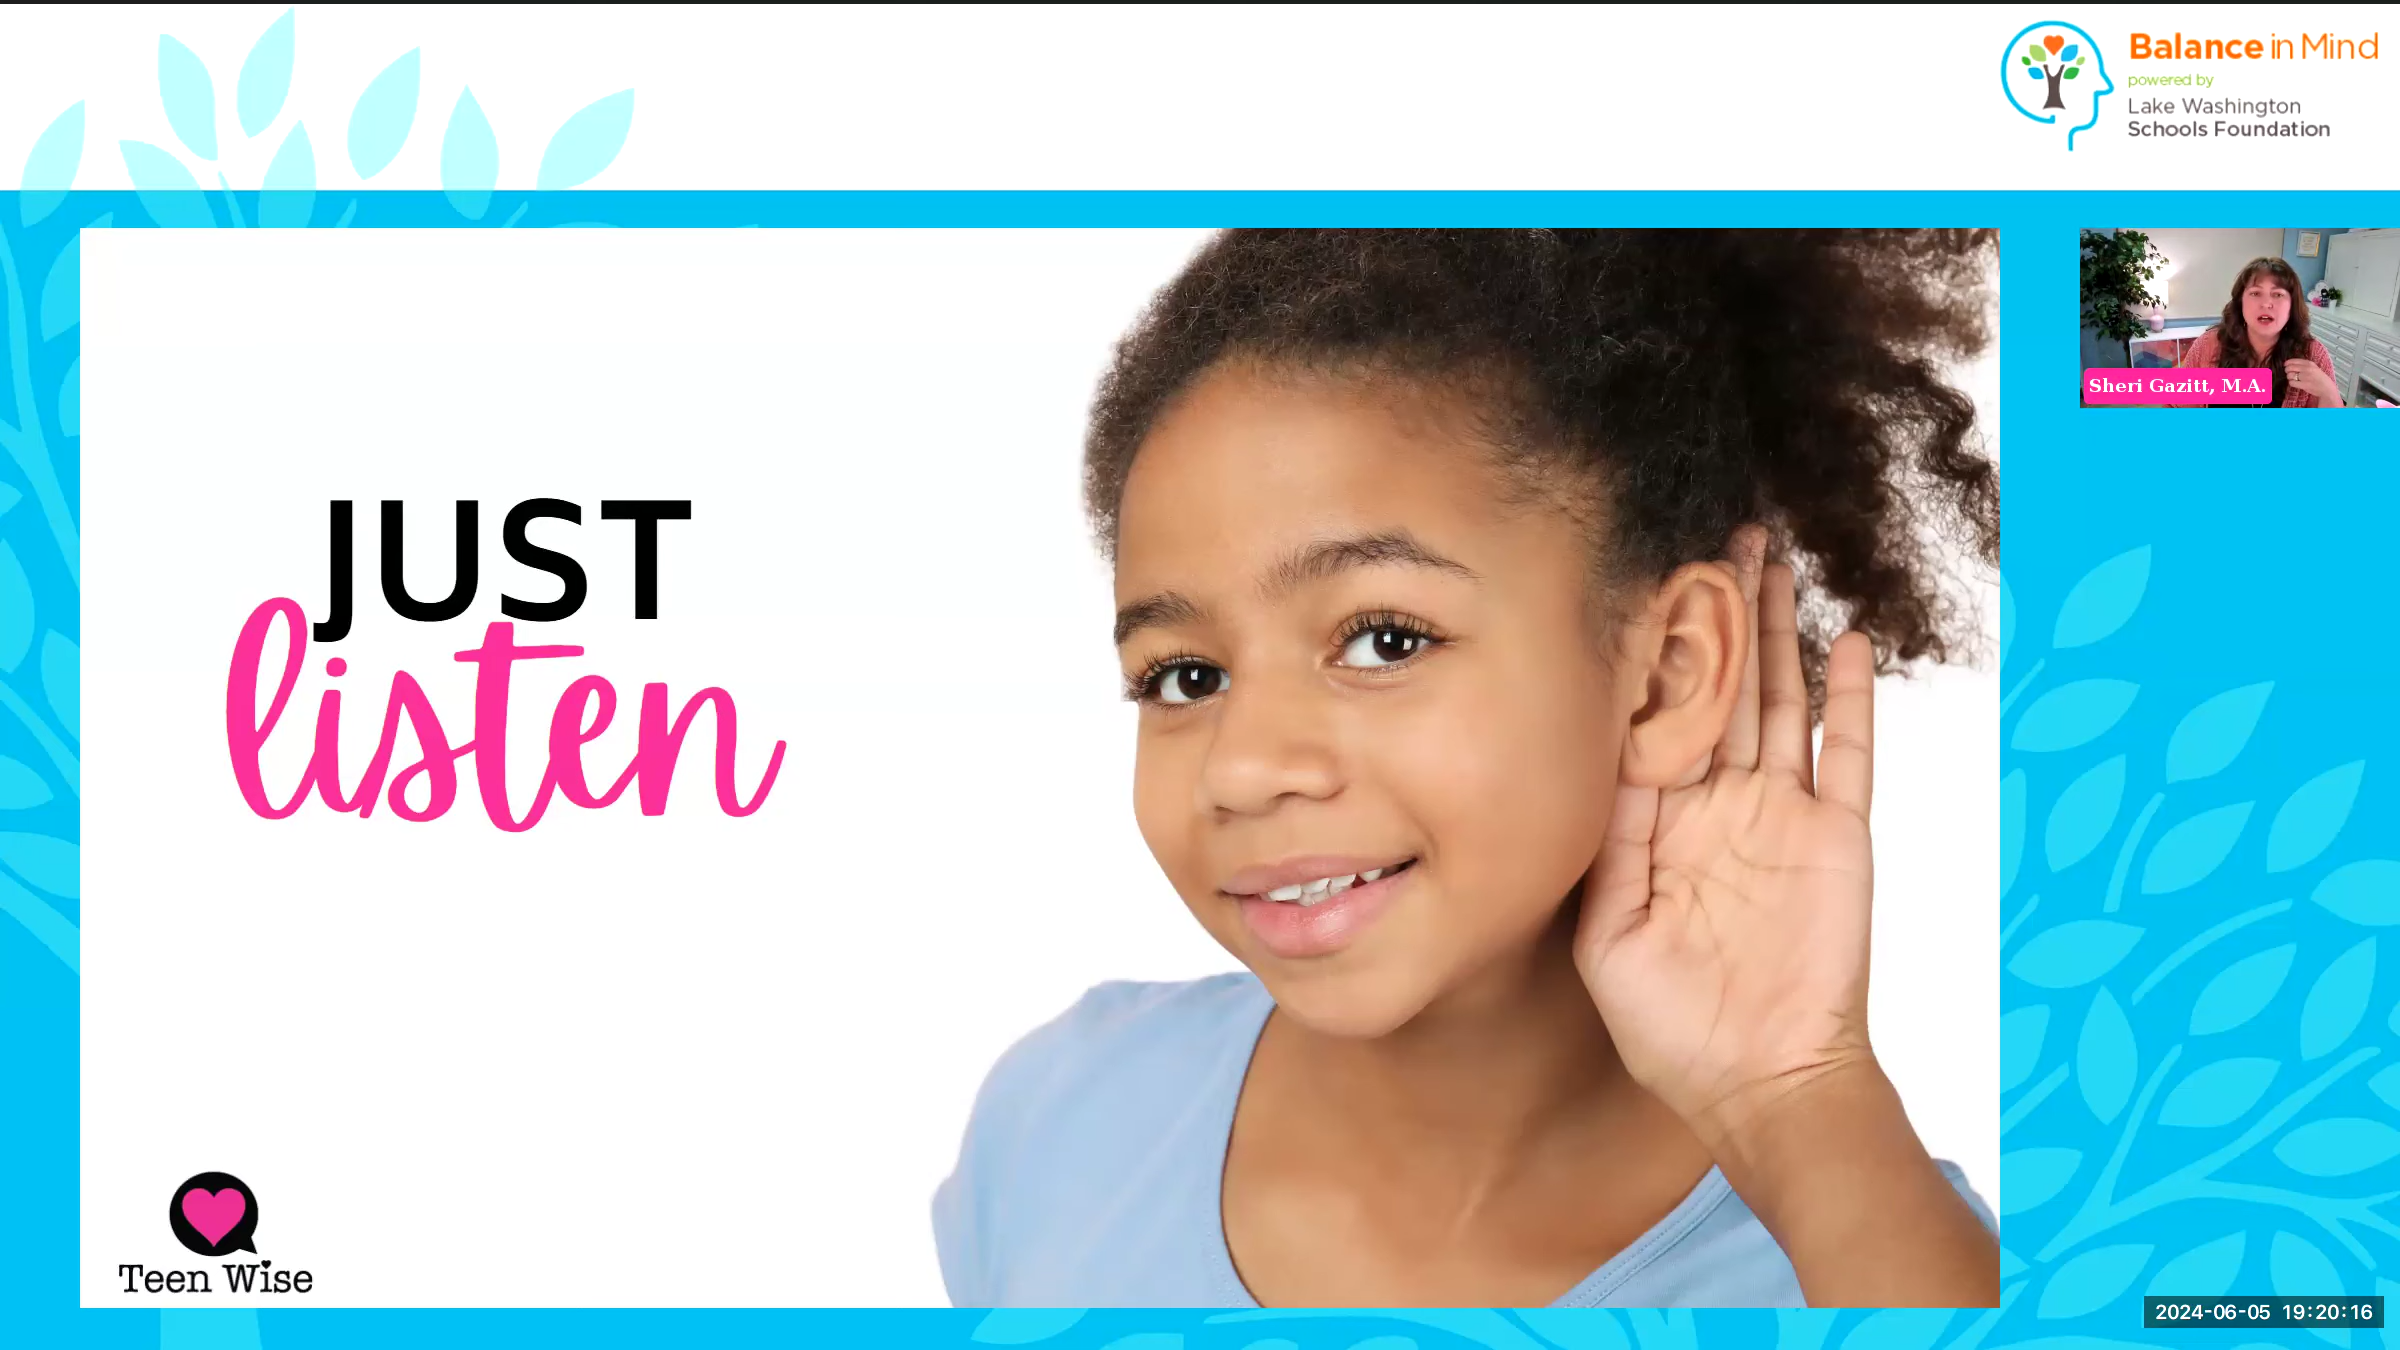 Balance in Mind
powered by
Lake Washington
Schools Foundation
Sheri Gazitt, M.A.
JUST
listen
Teen Wise
2024-06-05 19:20:16